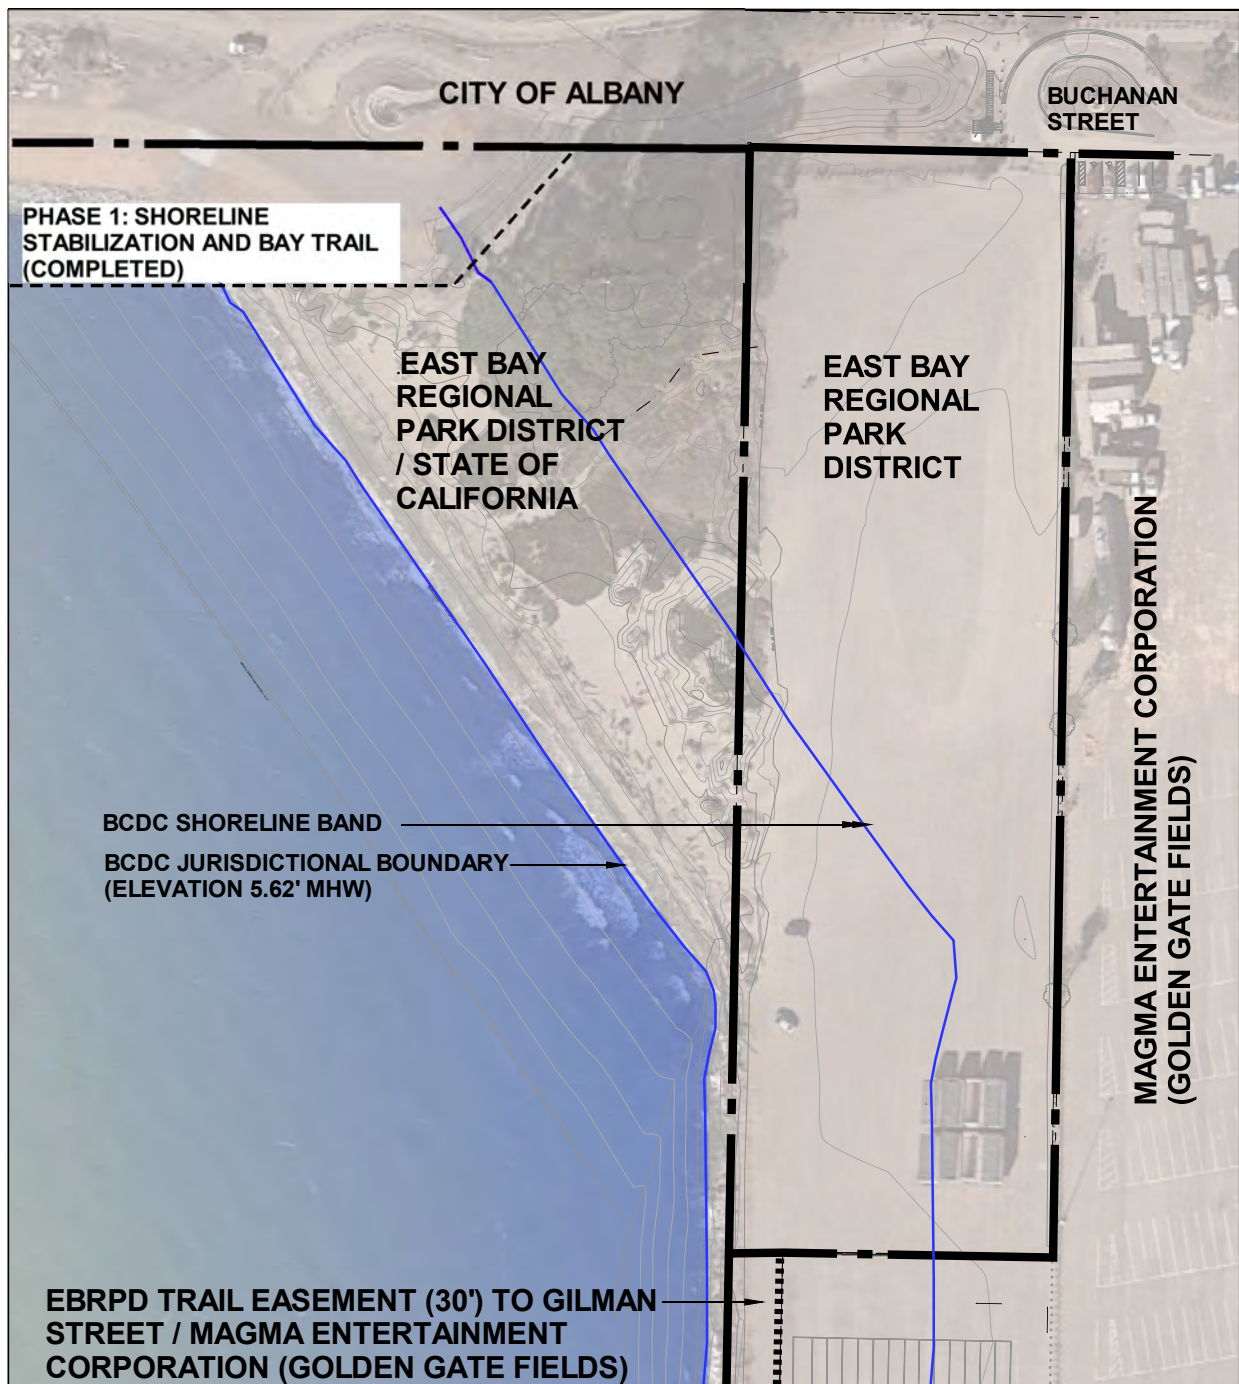 CITY OF ALBANY
BUCHANAN
STREET
PHASE 1: SHORELINE
STABILIZATION AND BAY TRAIL
(COMPLETED)
EAST BAY
REGIONAL
PARK DISTRICT
/ STATE OF
CALIFORNIA
EAST BAY
REGIONAL
PARK
DISTRICT
MAGMA ENTERTAINMENT CORPORATION
(GOLDEN GATE FIELDS)
BCDC SHORELINE BAND
BCDC JURISDICTIONAL BOUNDARY
(ELEVATION 5.62' MHW)
EBRPD TRAIL EASEMENT (30') TO GILMAN
STREET / MAGMA ENTERTAINMENT
CORPORATION (GOLDEN GATE FIELDS)